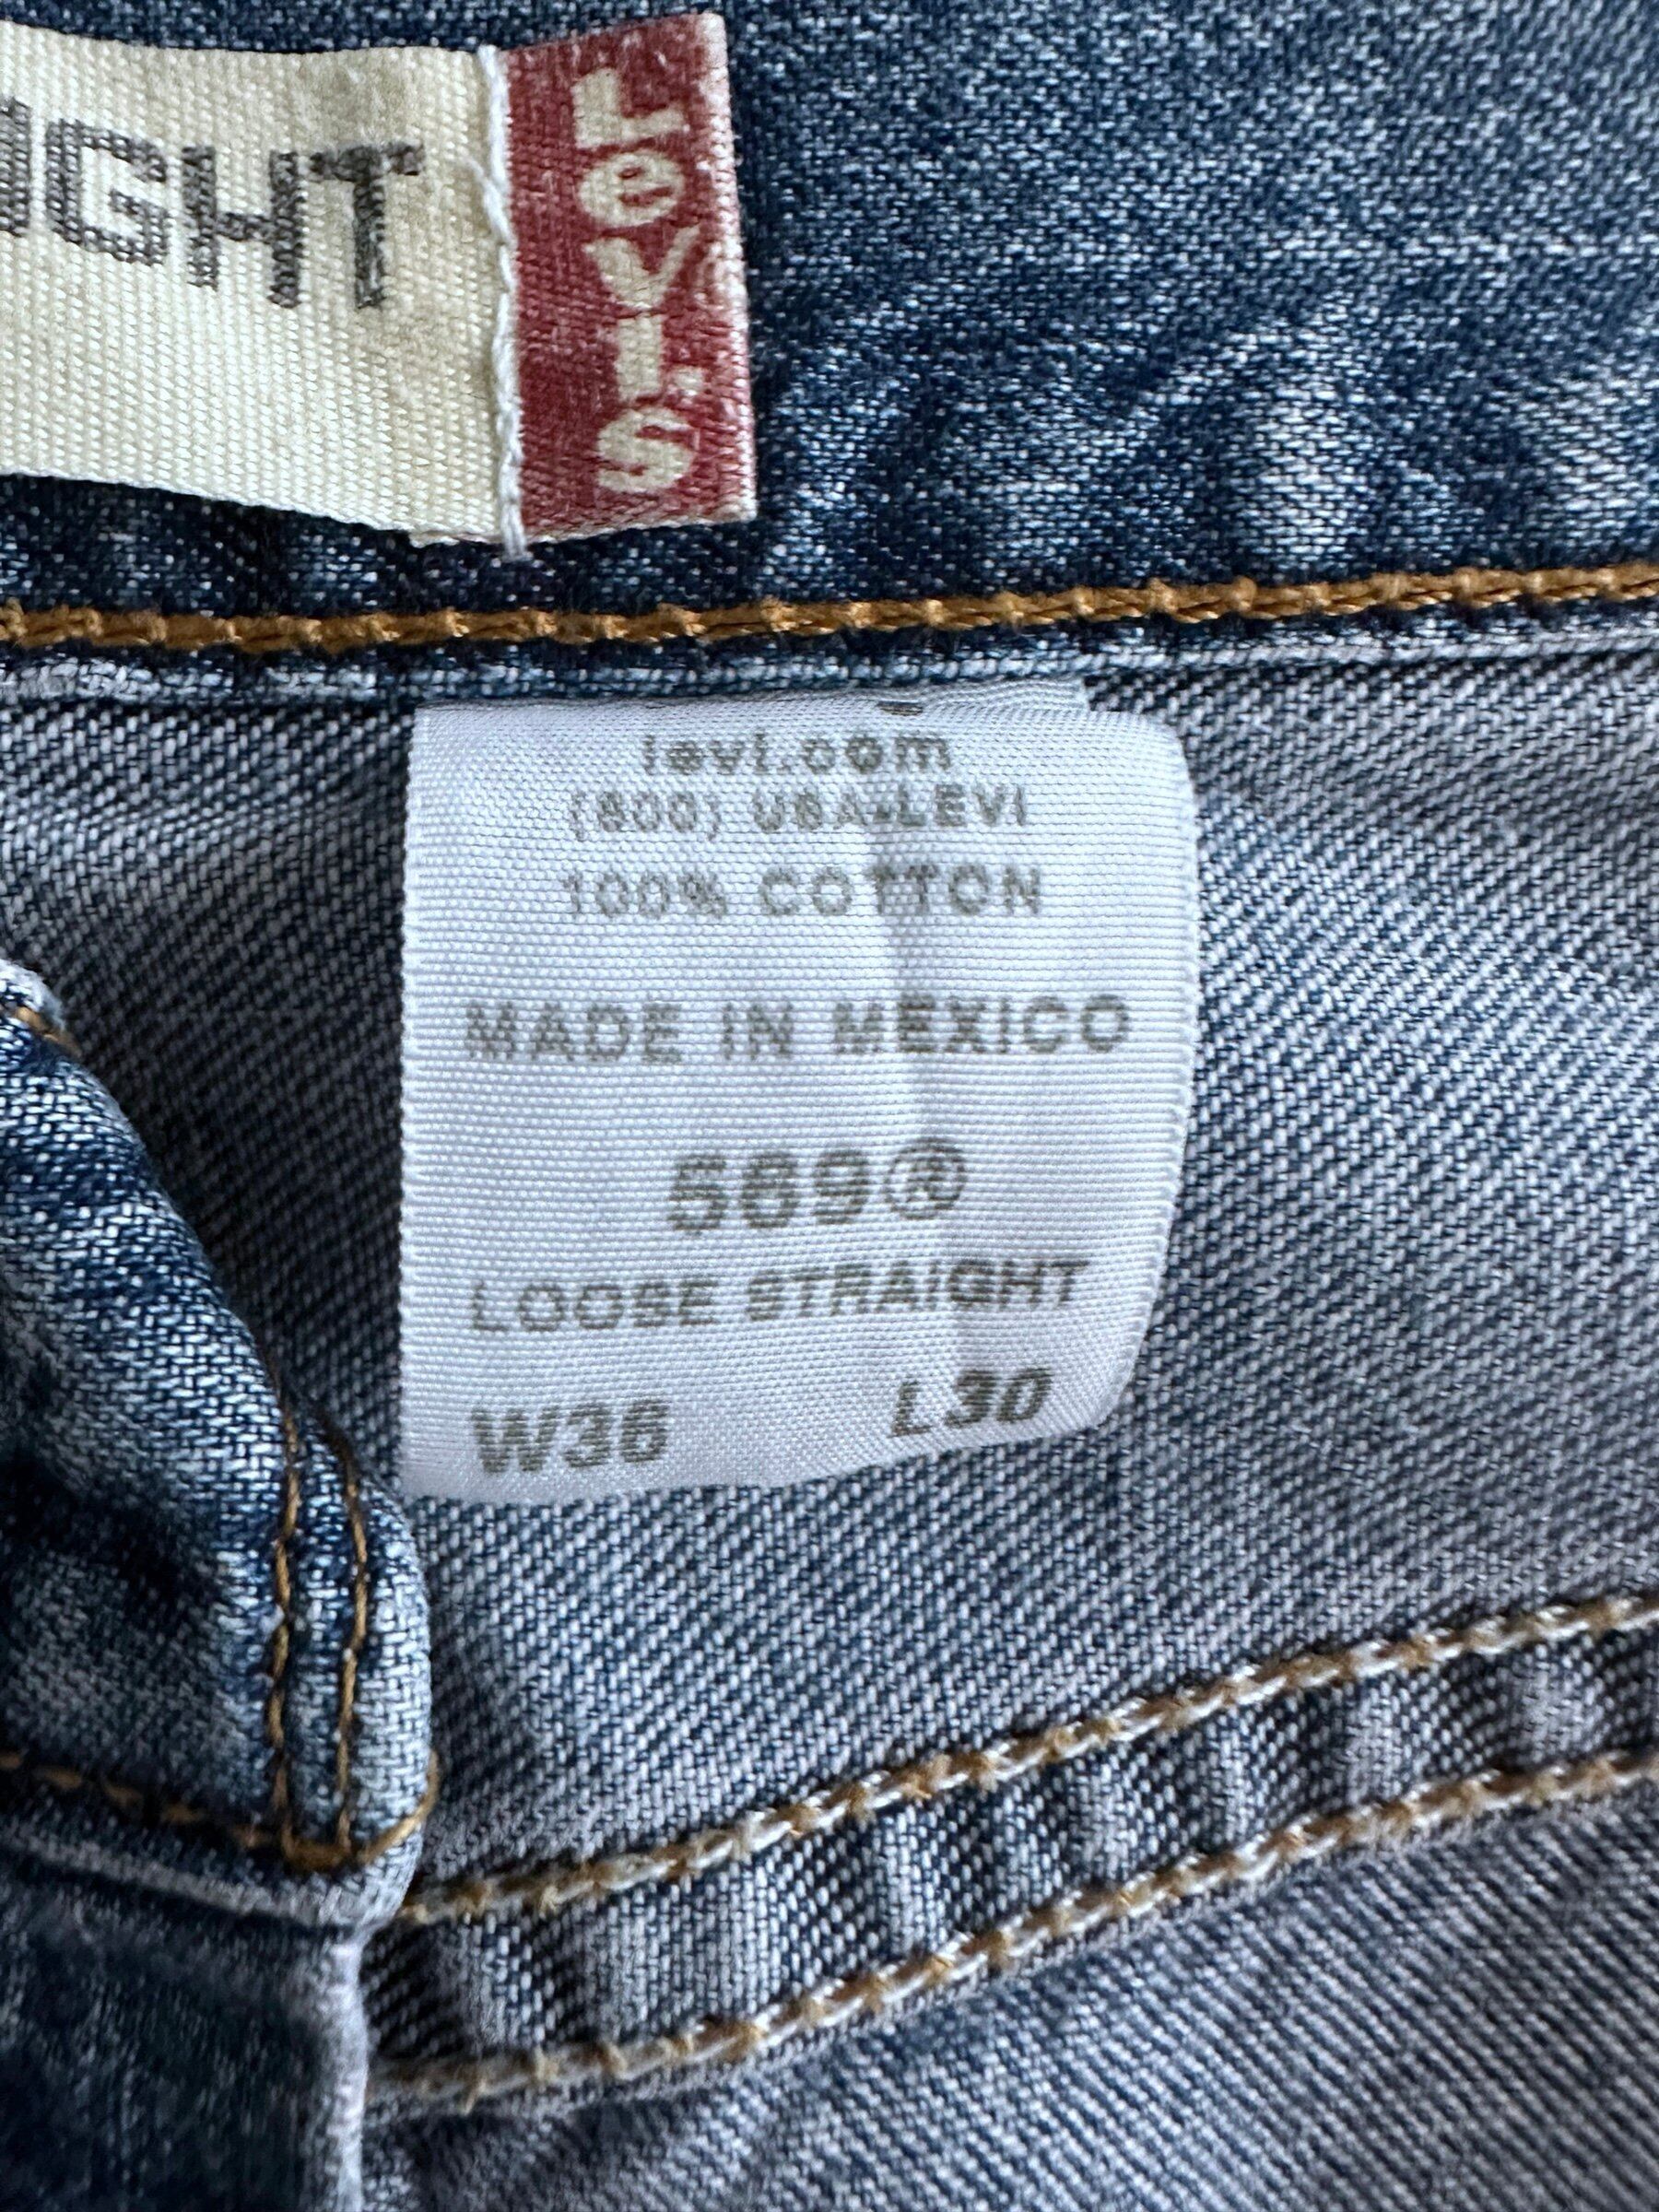 IGHT
Levi's
levi.com
(800) USA-LEVI
100% COTTON
MADE IN MEXICO
569®
LOOSE STRAIGHT
W36 L30